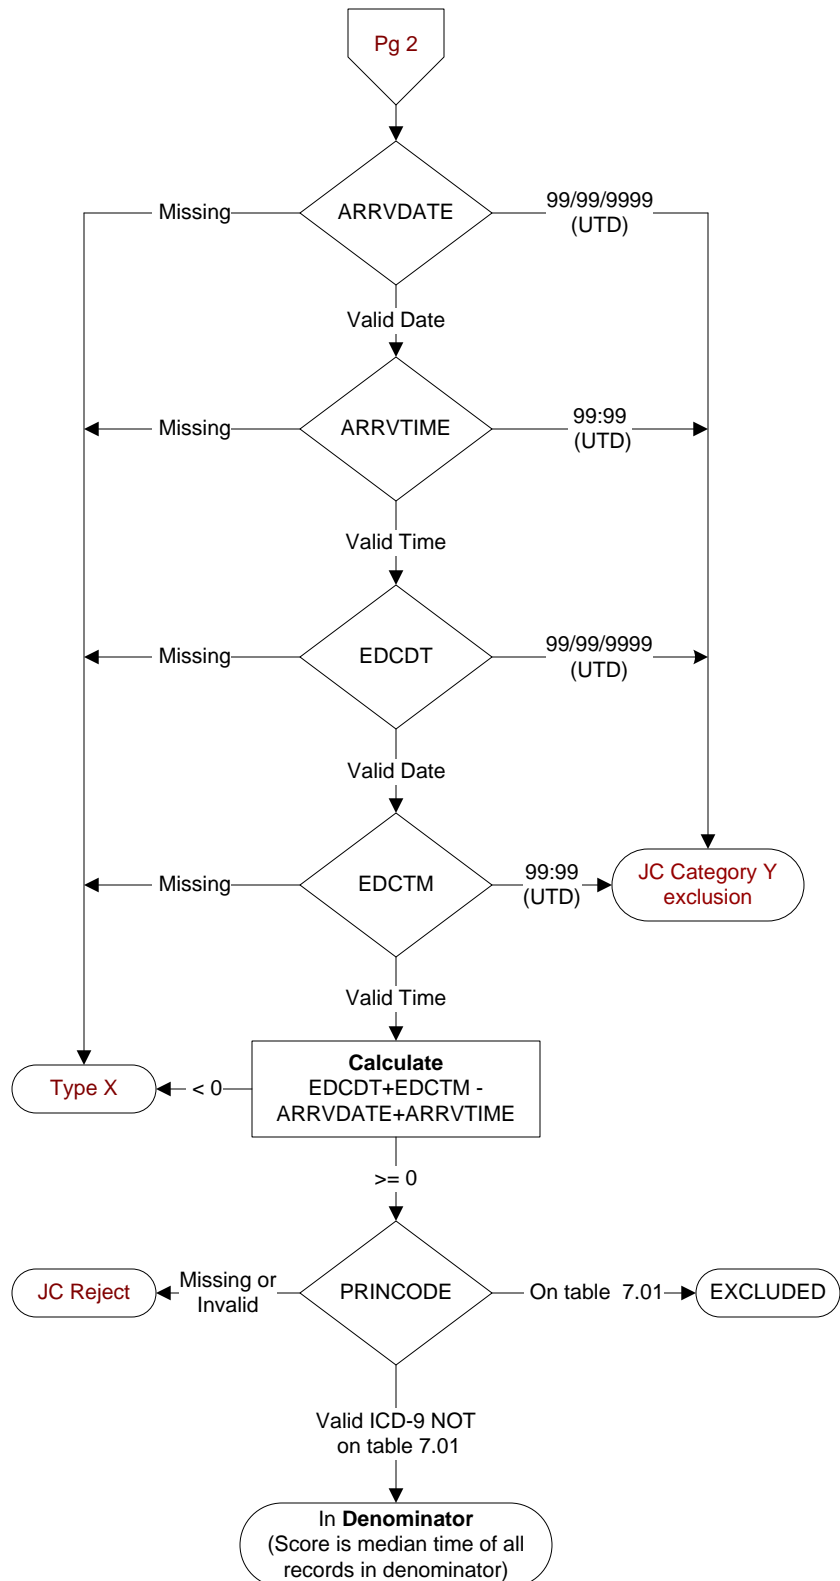 Pg 2
ARRVDATE
Missing
99/99/9999
(UTD)
Valid Date
ARRVTIME
Missing
99:99
(UTD)
Valid Time
EDCDT
Missing
99/99/9999
(UTD)
Valid Date
EDCTM
Missing
99:99
(UTD)
JC Category Y
exclusion
Valid Time
Calculate
EDCDT+EDCTM -
ARRVDATE+ARRVTIME
< 0
Type X
>= 0
JC Reject
Missing or
Invalid
PRINCODE
On table 7.01
EXCLUDED
Valid ICD-9 NOT
on table 7.01
In Denominator
(Score is median time of all
records in denominator)